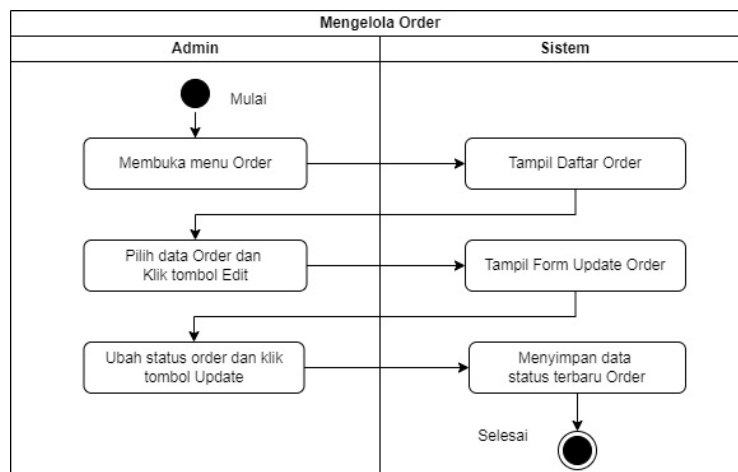 Mengelola Order
Admin
Sistem
Mulai
Membuka menu Order
Tampil Daftar Order
Pilih data Order dan
Klik tombol Edit
Tampil Form Update Order
Ubah status order dan klik
tombol Update
Menyimpan data
status terbaru Order
Selesai